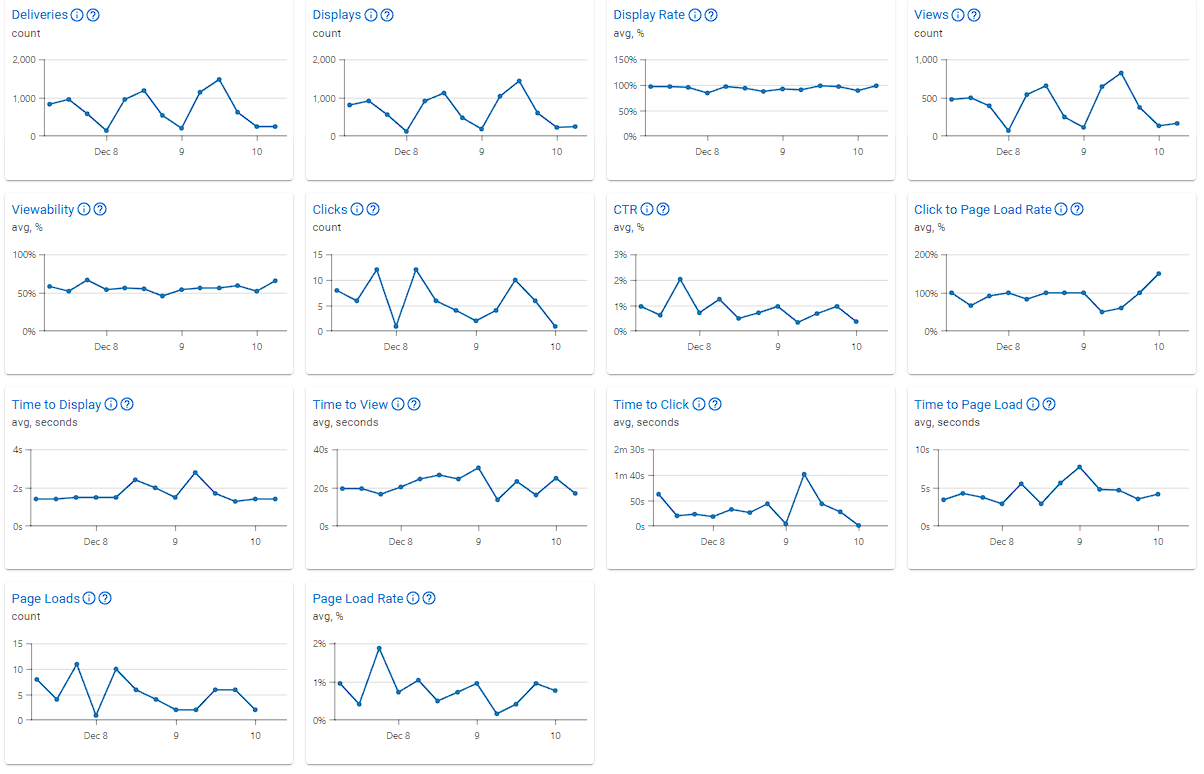 Deliveries
count
2,000
1,000
0
Dec 8
9
10
Displays
count
2,000
1,000
0
Dec 8
9
10
Display Rate
avg, %
150%
100%
50%
0%
Dec 8
9
10
Views
count
1,000
500
0
Dec 8
9
10
Viewability
avg, %
100%
50%
0%
Dec 8
9
10
Clicks
count
15
10
5
0
Dec 8
9
10
CTR
avg, %
3%
2%
1%
0%
Dec 8
9
10
Click to Page Load Rate
avg, %
200%
100%
0%
Dec 8
9
10
Time to Display
avg, seconds
4s
2s
0s
Dec 8
9
10
Time to View
avg, seconds
40s
20s
0s
Dec 8
9
10
Time to Click
avg, seconds
2m 30s
1m 40s
50s
0s
Dec 8
9
10
Time to Page Load
avg, seconds
10s
5s
0s
Dec 8
9
10
Page Loads
count
15
10
5
0
Dec 8
9
10
Page Load Rate
avg, %
2%
1%
0%
Dec 8
9
10